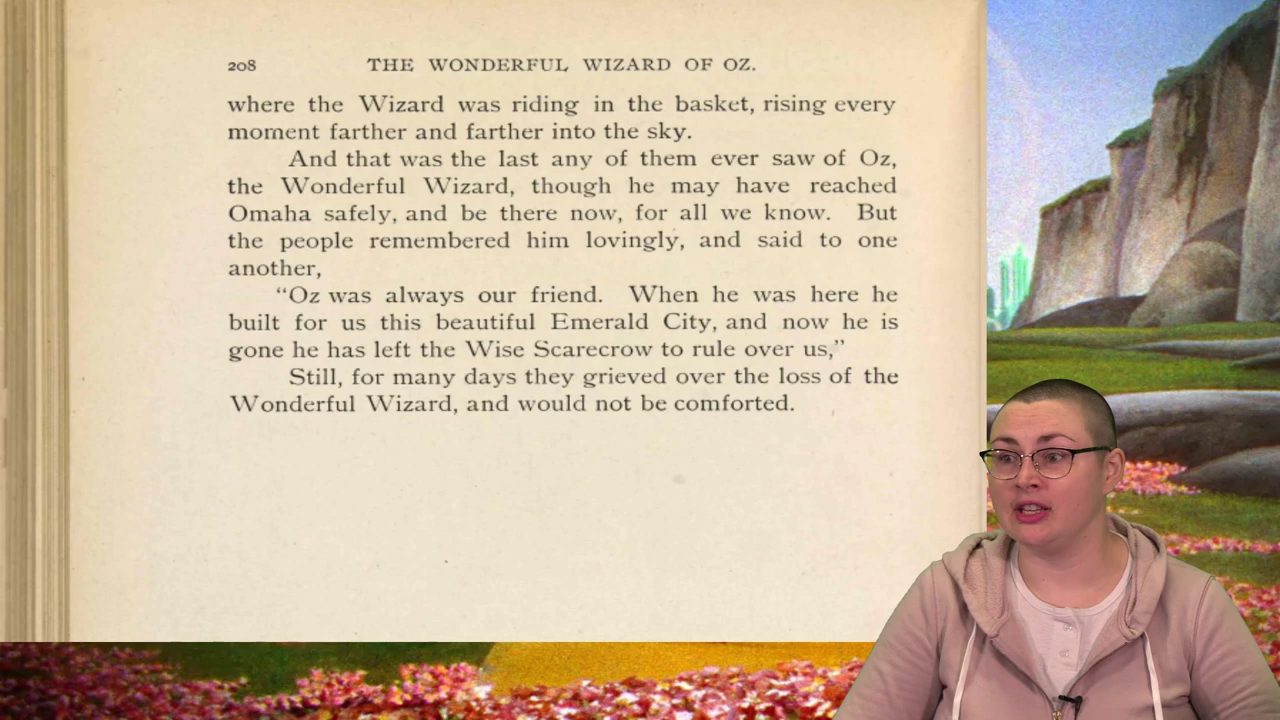 208 THE WONDERFUL WIZARD OF OZ.
where the Wizard was riding in the basket, rising every
moment farther and farther into the sky.
And that was the last any of them ever saw of Oz,
the Wonderful Wizard, though he may have reached
Omaha safely, and be there now, for all we know. But
the people remembered him lovingly, and said to one
another,
“Oz was always our friend. When he was here he
built for us this beautiful Emerald City, and now he is
gone he has left the Wise Scarecrow to rule over us,”
Still, for many days they grieved over the loss of the
Wonderful Wizard, and would not be comforted.